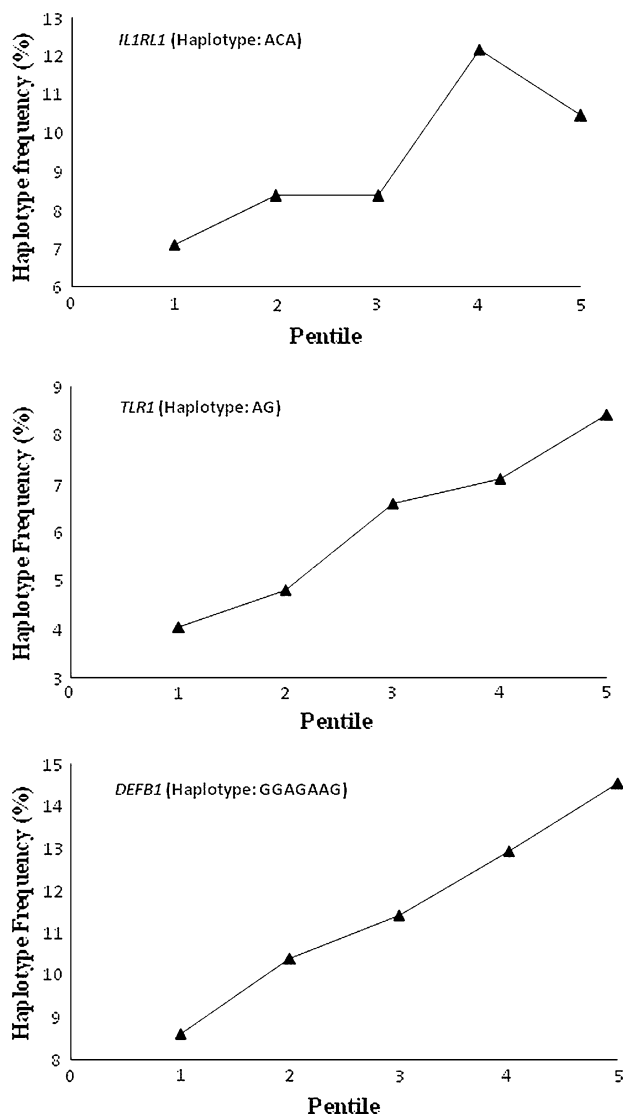 13
12
11
10
9
8
7
6
Haplotype frequency (%)
IL1RL1 (Haplotype: ACA)
0 1 2 3 4 5
Pentile
9
8
7
6
5
4
3
Haplotype Frequency (%)
TLR1 (Haplotype: AG)
0 1 2 3 4 5
Pentile
15
14
13
12
11
10
9
8
Haplotype Frequency (%)
DEFB1 (Haplotype: GGAGAAG)
0 1 2 3 4 5
Pentile